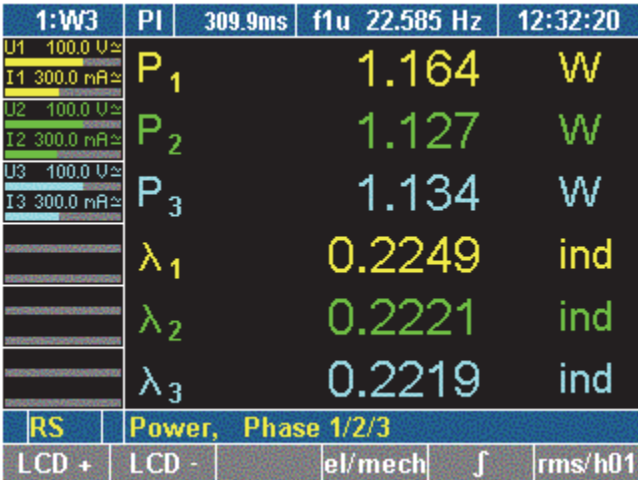 1:W3 PI 309.9ms f1u 22.585 Hz 12:32:20
U1 100.0 V≃
I1 300.0 mA≃
P1 1.164 W
U2 100.0 V≃
I2 300.0 mA≃
P2 1.127 W
U3 100.0 V≃
I3 300.0 mA≃
P3 1.134 W
λ1 0.2249 ind
λ2 0.2221 ind
λ3 0.2219 ind
RS Power, Phase 1/2/3
LCD + LCD - el/mech ∫ rms/h01